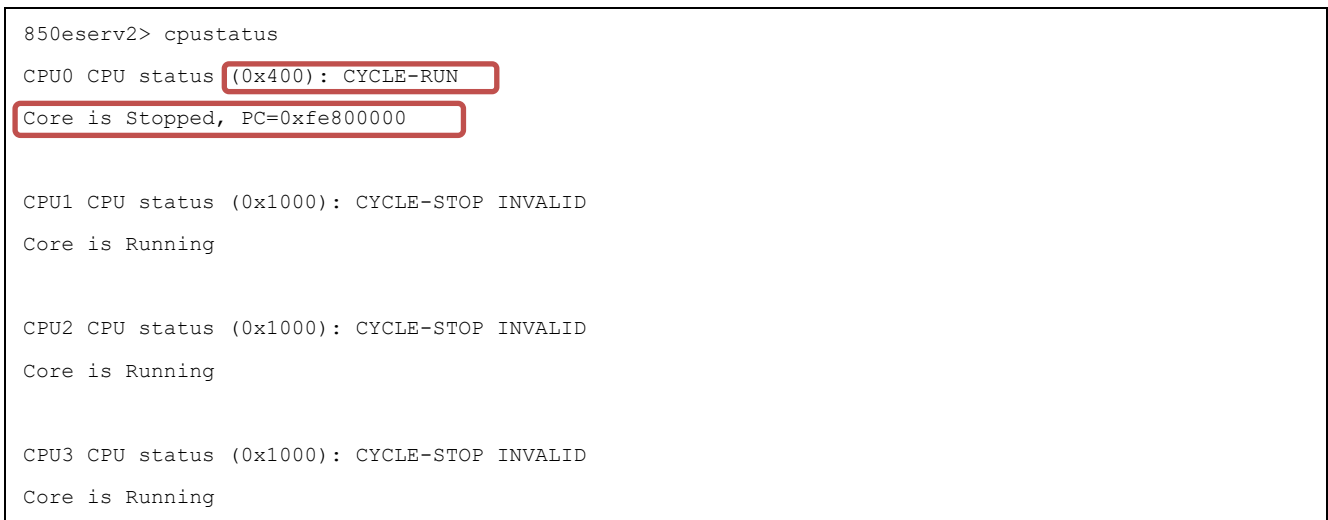 850eserv2> cpustatus
CPU0 CPU status (0x400): CYCLE-RUN
Core is Stopped, PC=0xfe800000
CPU1 CPU status (0x1000): CYCLE-STOP INVALID
Core is Running
CPU2 CPU status (0x1000): CYCLE-STOP INVALID
Core is Running
CPU3 CPU status (0x1000): CYCLE-STOP INVALID
Core is Running